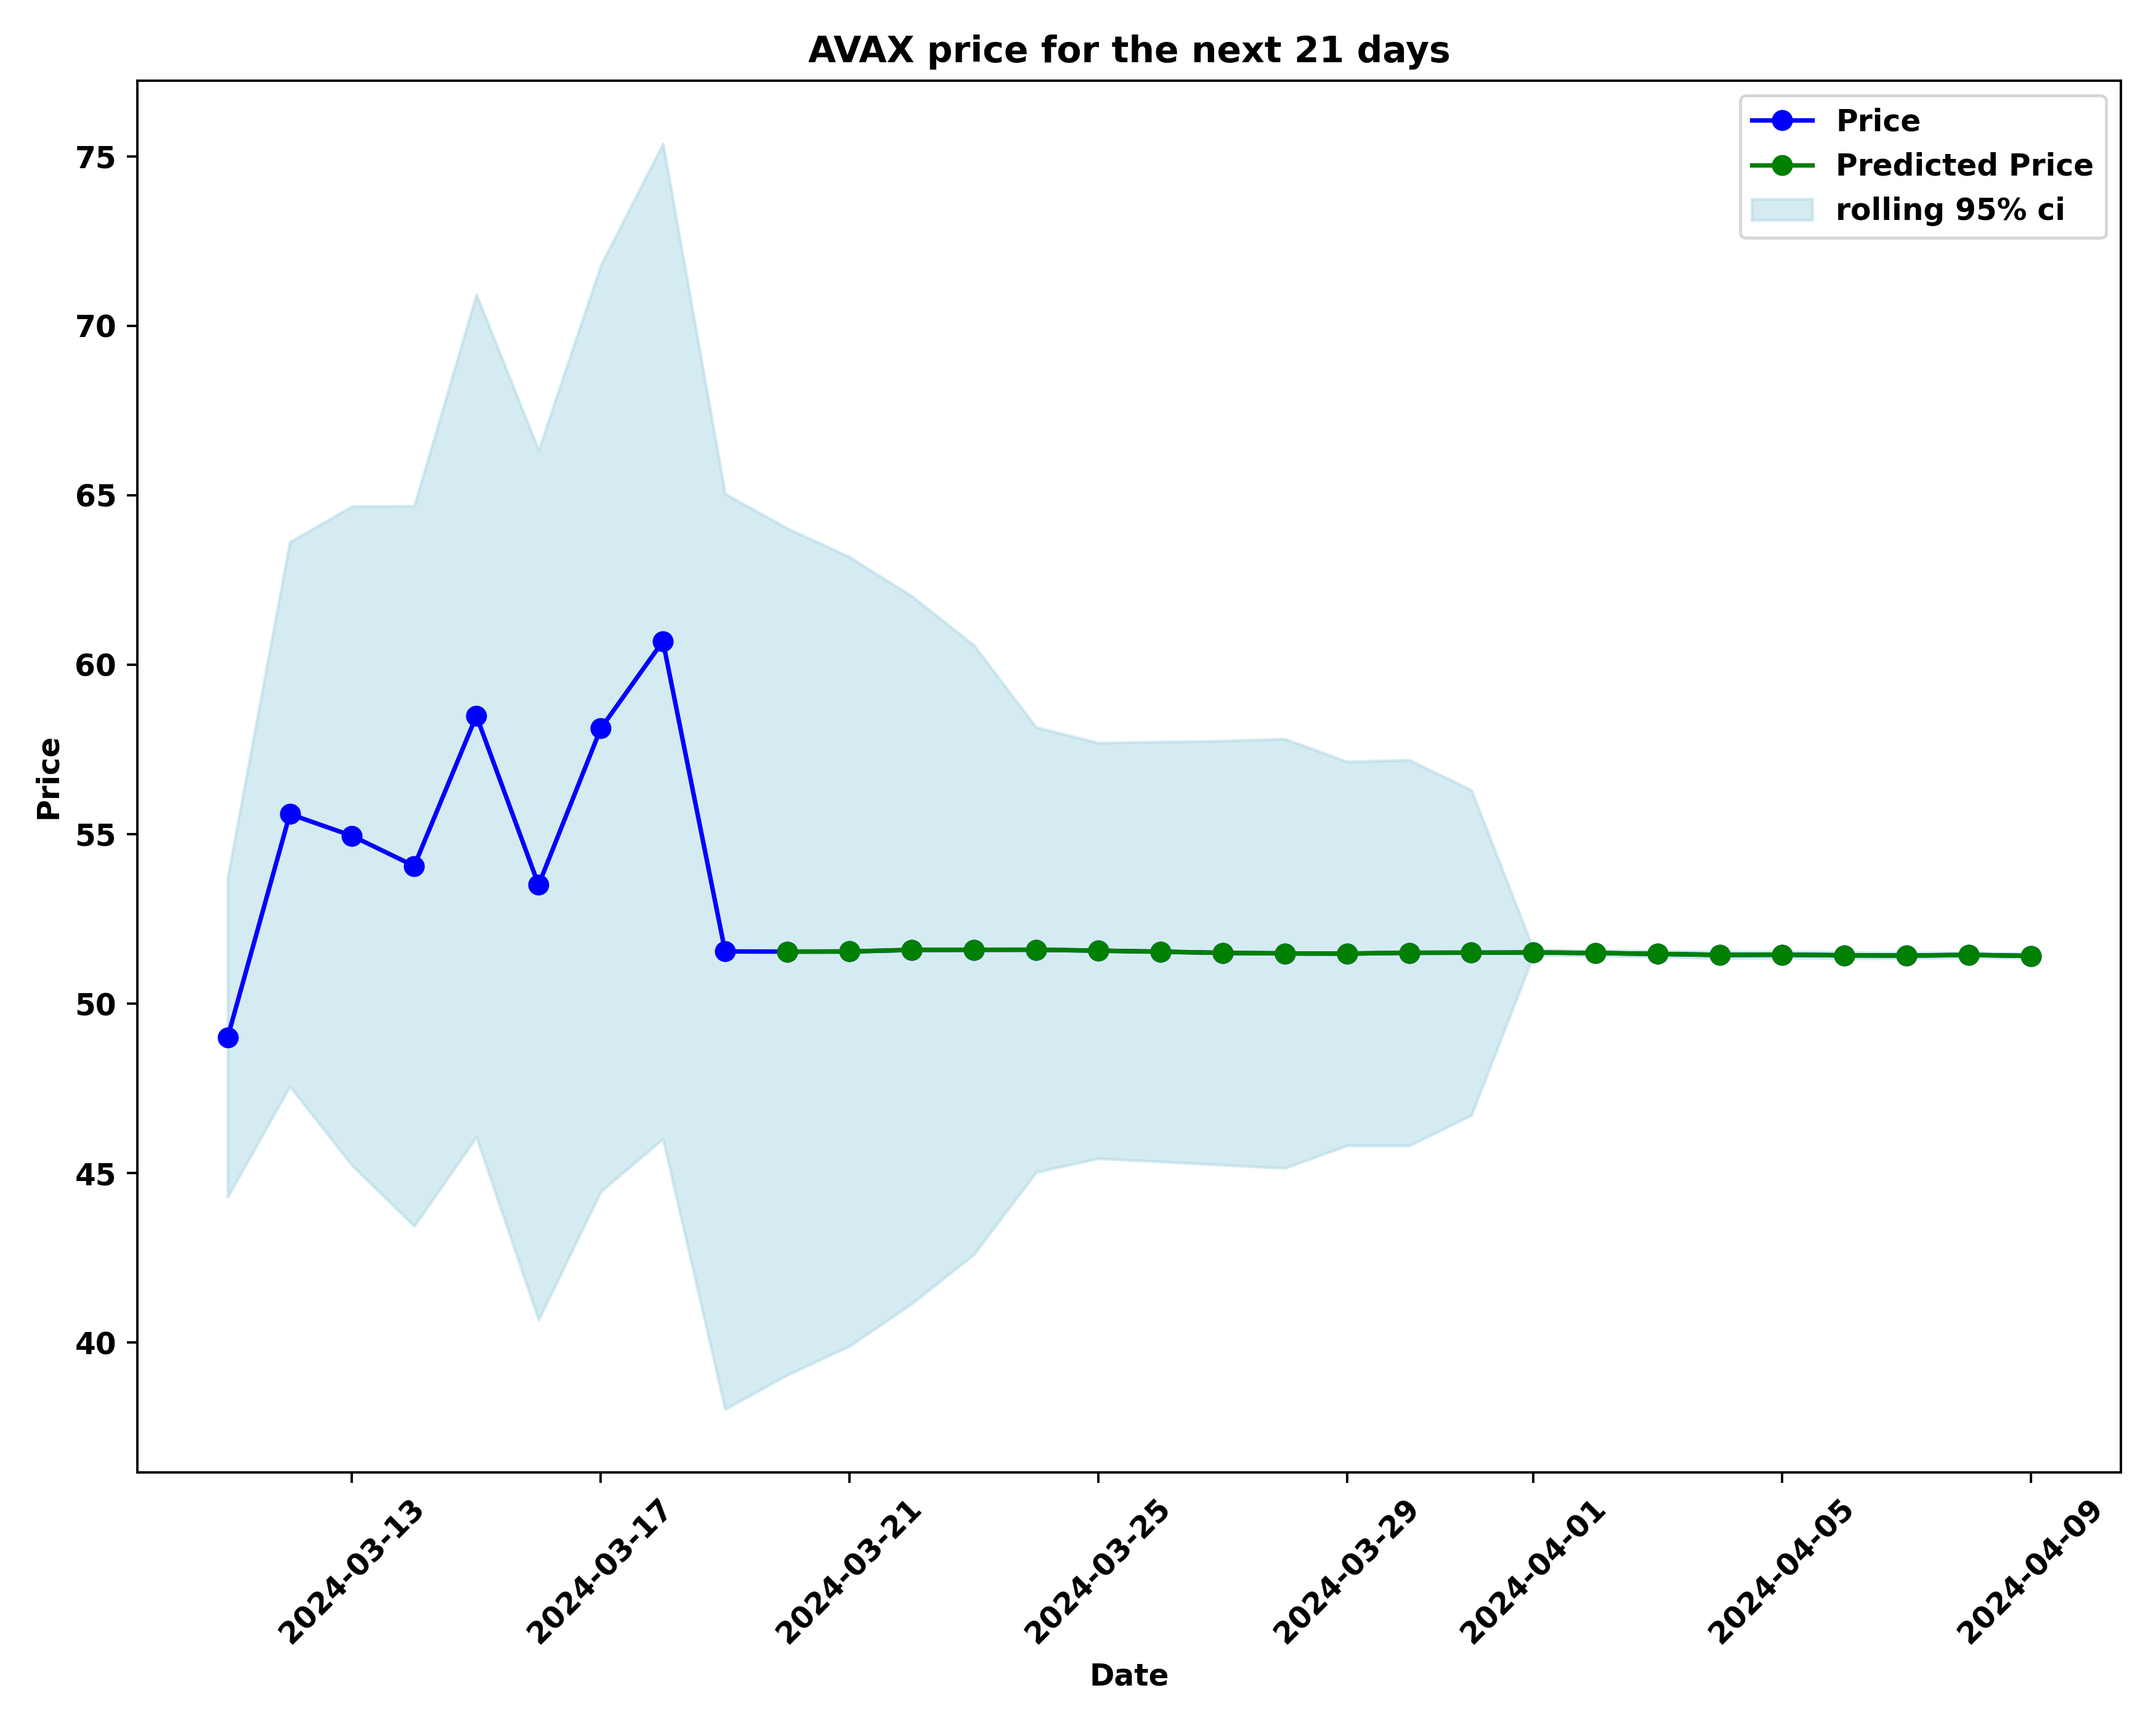 AVAX price for the next 21 days
Price
Predicted Price
rolling 95% ci
75
70
65
60
55
50
45
40
Price
2024-03-13
2024-03-17
2024-03-21
2024-03-25
2024-03-29
2024-04-01
2024-04-05
2024-04-09
Date